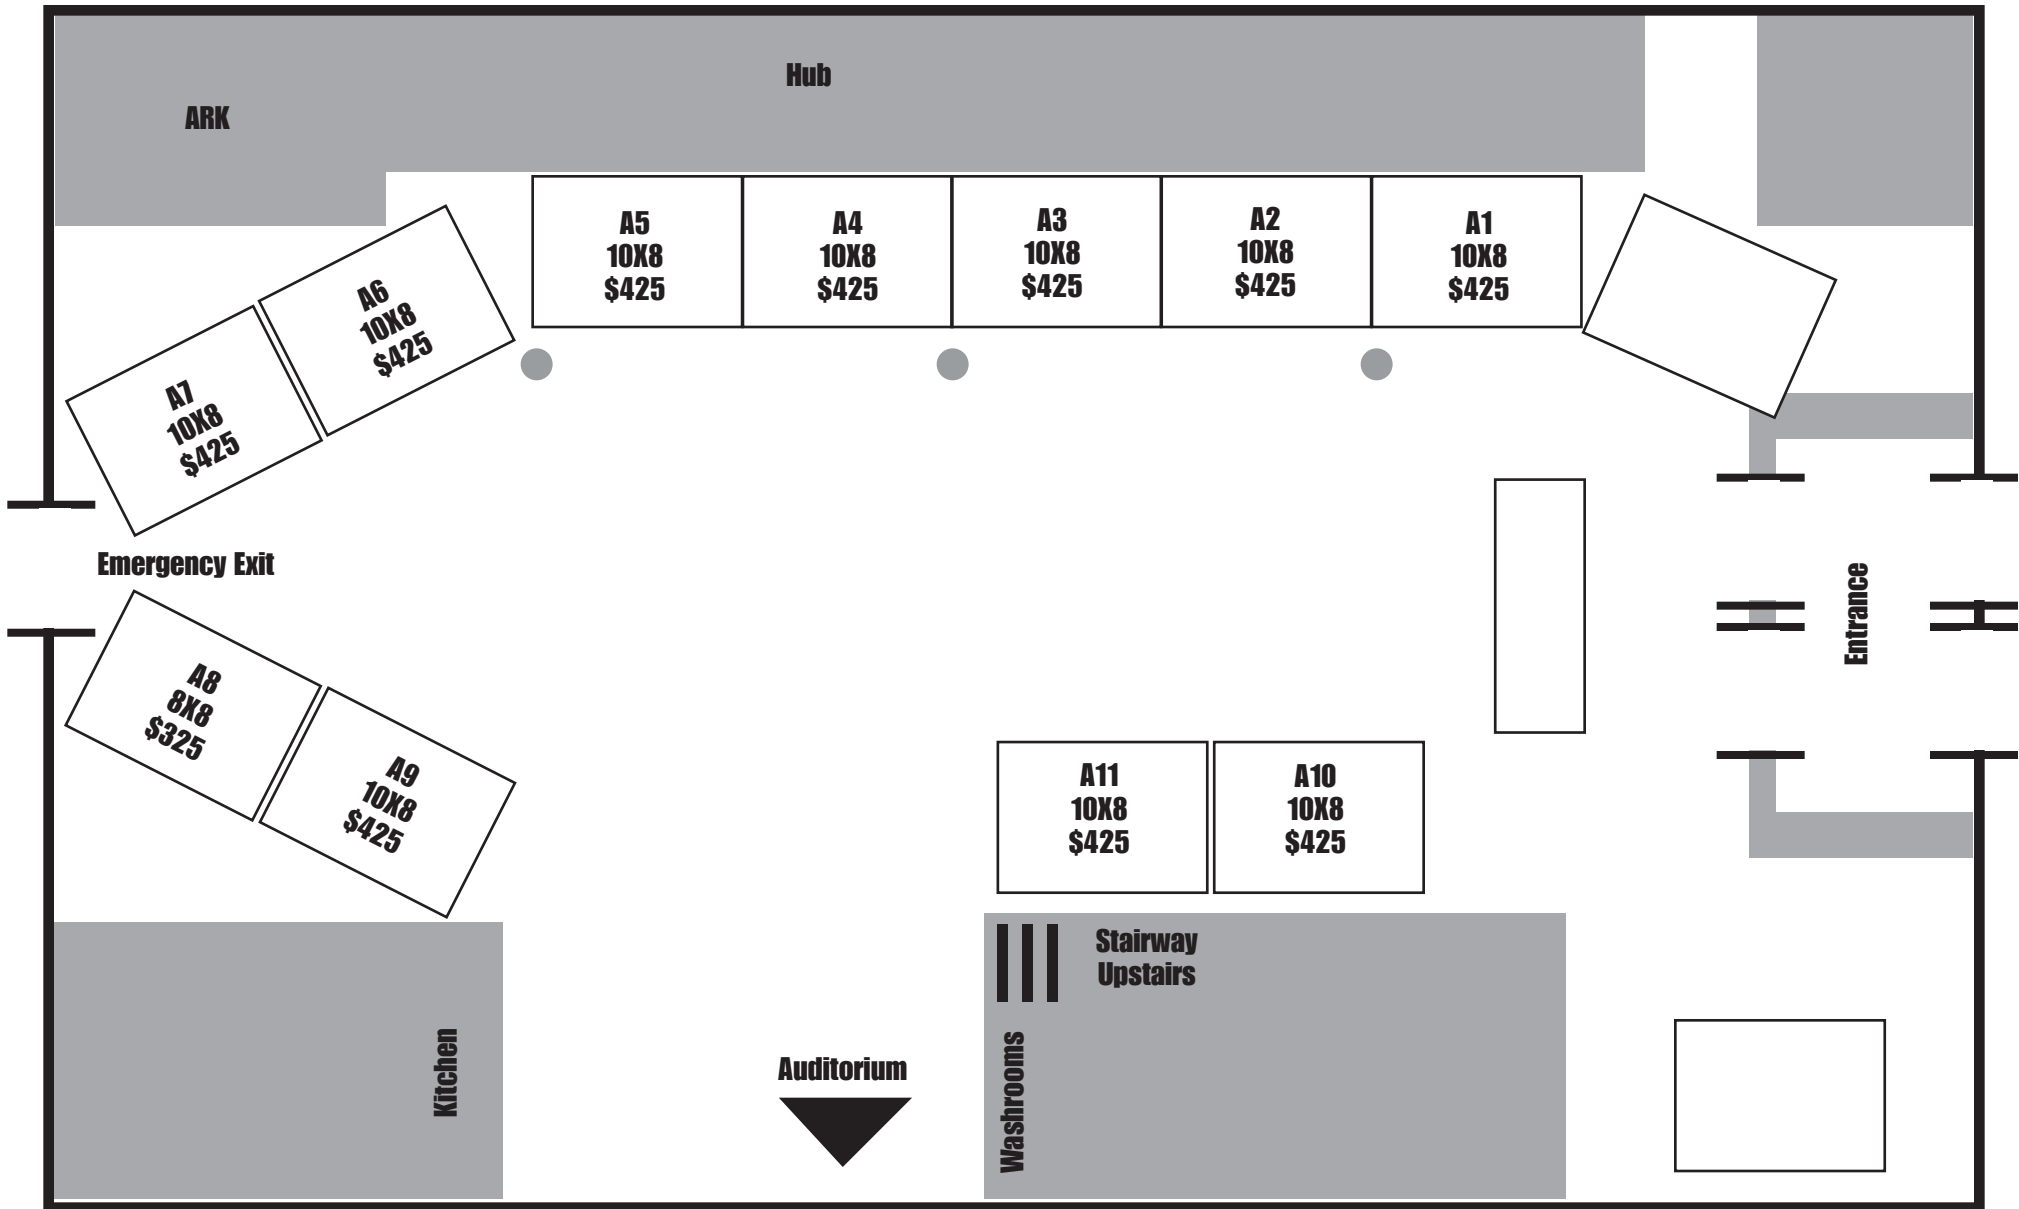 Hub
ARK
A5
10X8
$425
A4
10X8
$425
A3
10X8
$425
A2
10X8
$425
A1
10X8
$425
A6
10X8
$425
A7
10X8
$425
Emergency Exit
Entrance
A8
8X8
$325
A9
10X8
$425
A11
10X8
$425
A10
10X8
$425
Stairway
Upstairs
Kitchen
Auditorium
Washrooms